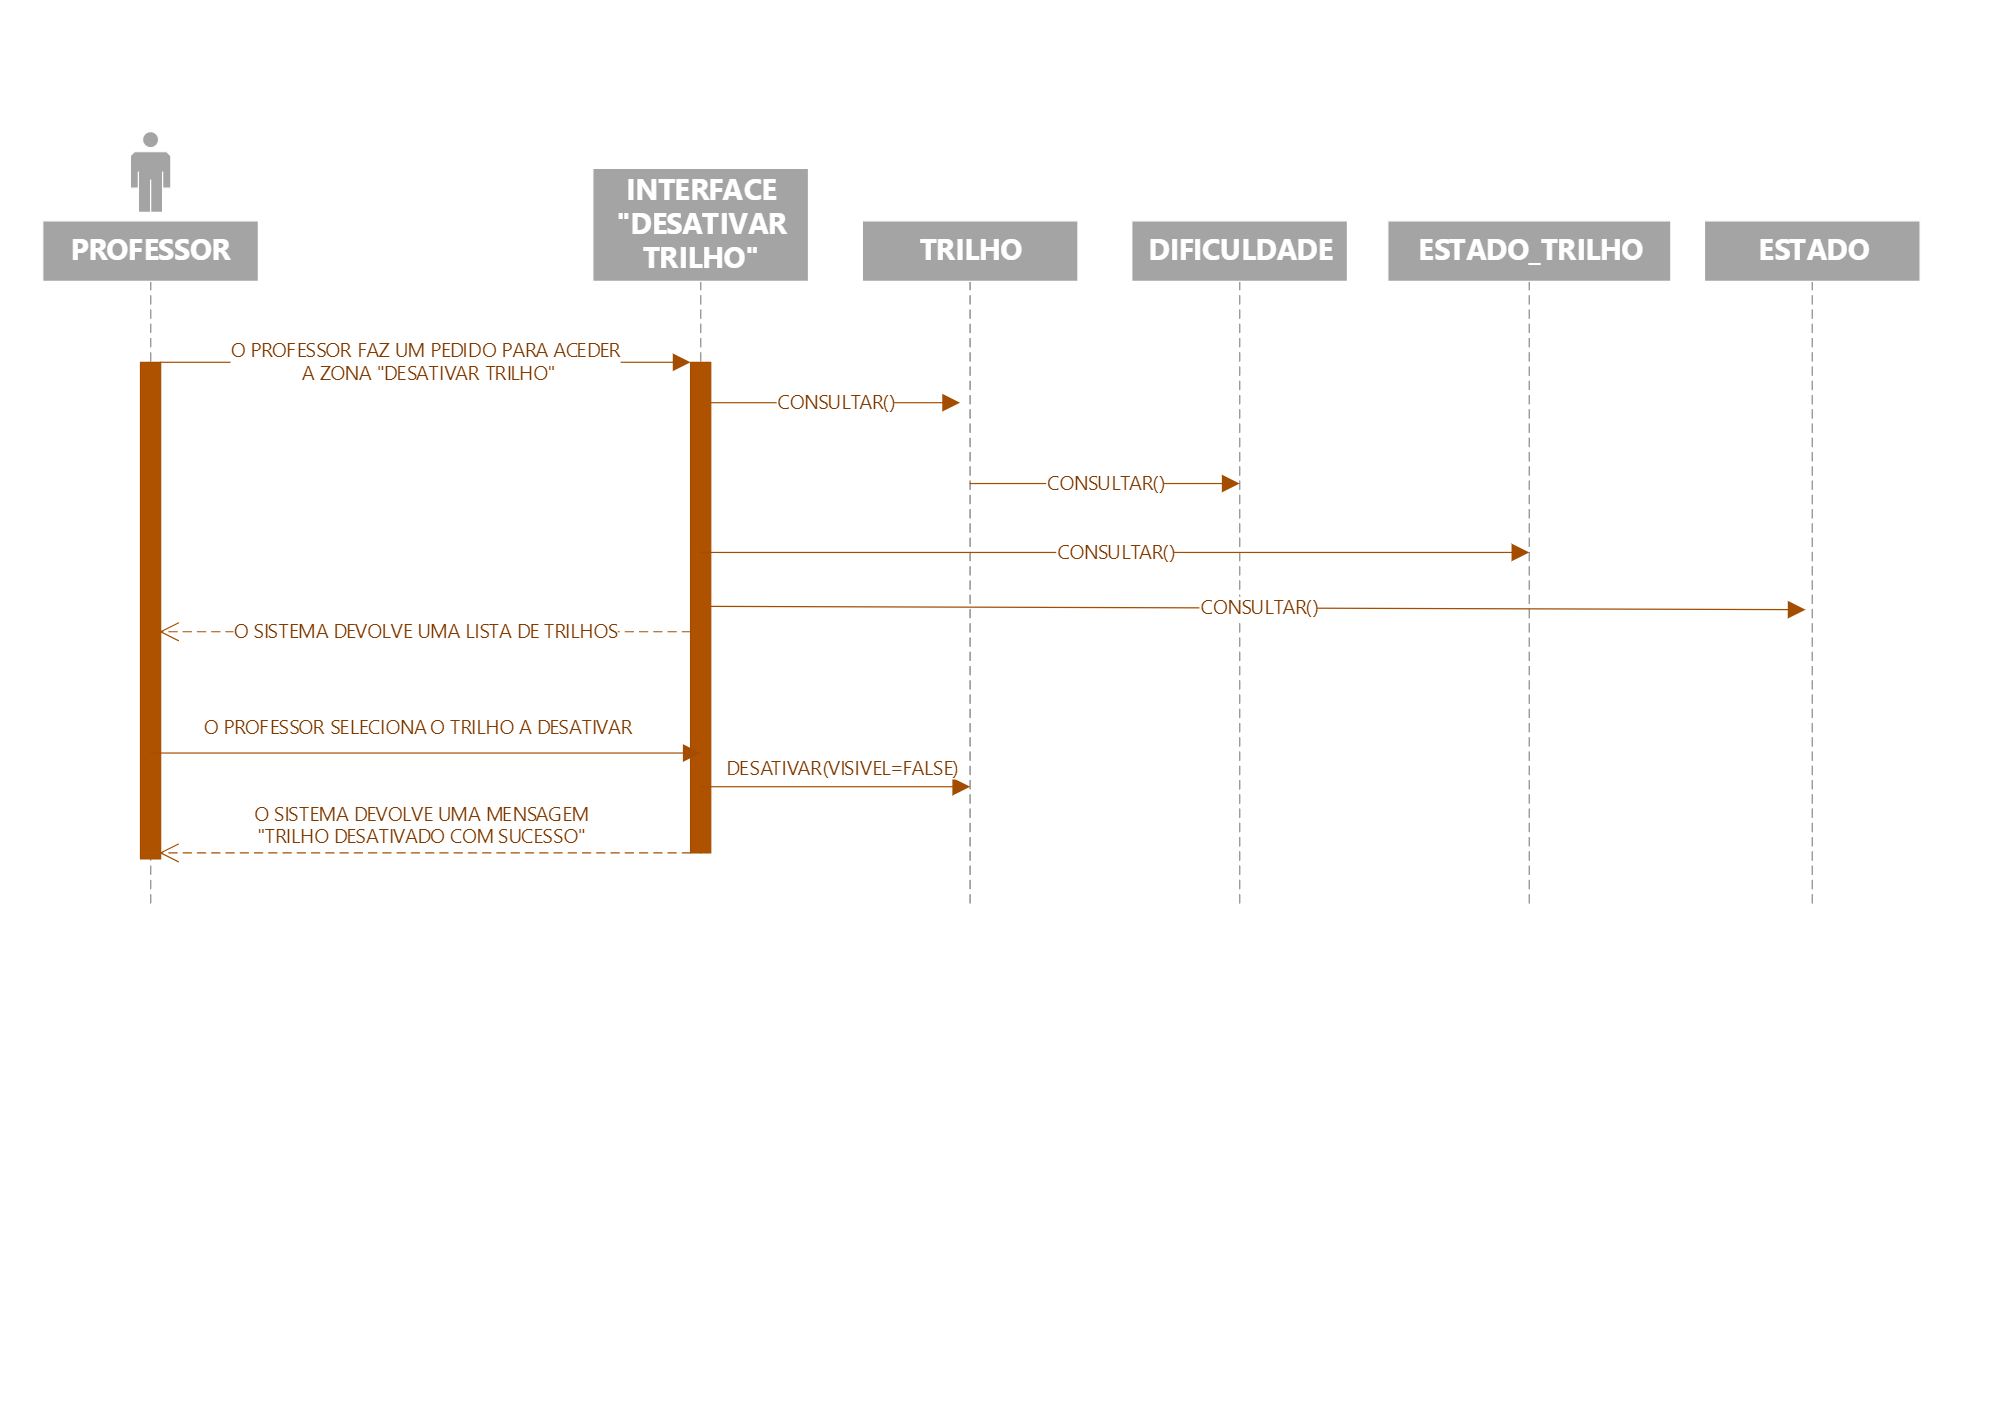 PROFESSOR
INTERFACE
"DESATIVAR
TRILHO"
TRILHO
DIFICULDADE
ESTADO_TRILHO
ESTADO
O PROFESSOR FAZ UM PEDIDO PARA ACEDER
A ZONA "DESATIVAR TRILHO"
CONSULTAR()
CONSULTAR()
CONSULTAR()
CONSULTAR()
O SISTEMA DEVOLVE UMA LISTA DE TRILHOS
O PROFESSOR SELECIONA O TRILHO A DESATIVAR
DESATIVAR(VISIVEL=FALSE)
O SISTEMA DEVOLVE UMA MENSAGEM
"TRILHO DESATIVADO COM SUCESSO"